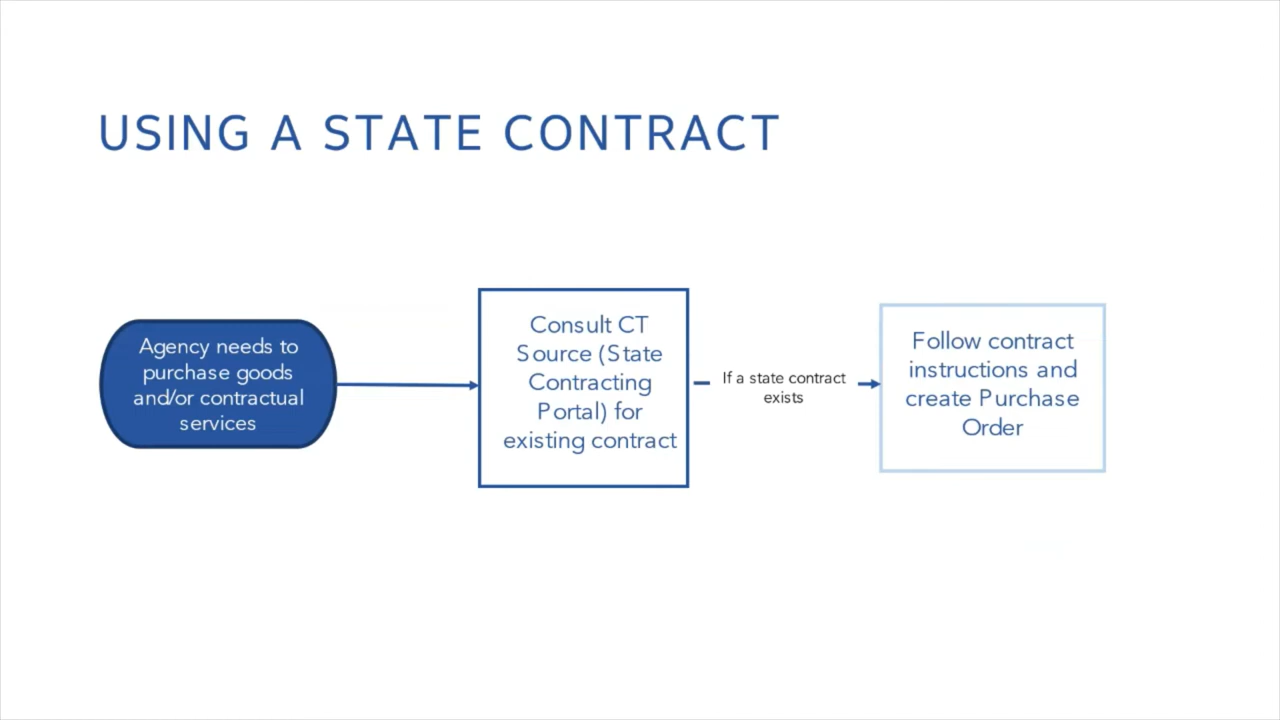 USING A STATE CONTRACT
Agency needs to
purchase goods
and/or contractual
services
Consult CT
Source (State
Contracting
Portal) for
existing contract
If a state contract
exists
Follow contract
instructions and
create Purchase
Order